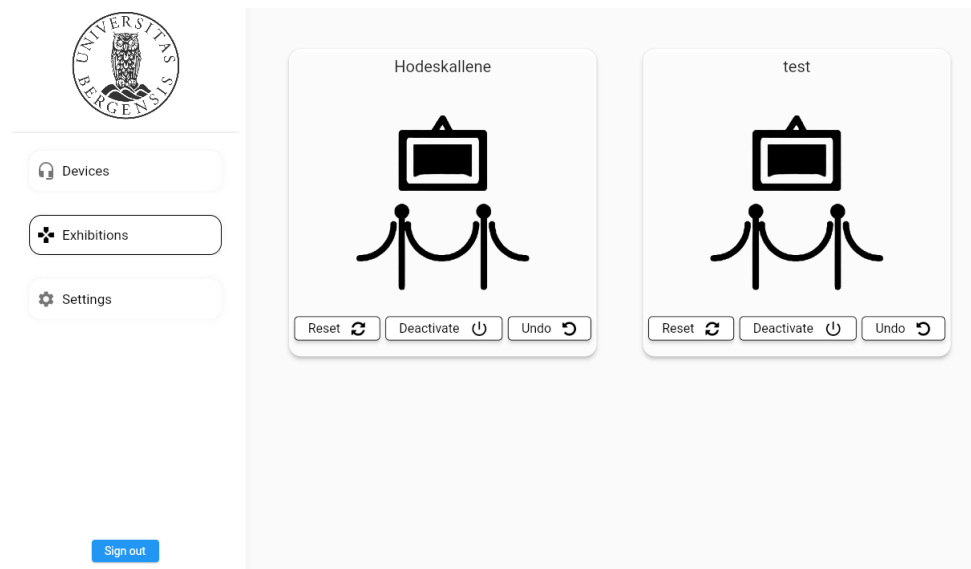 UNIVERSITAS BERGENSIS
Devices
Exhibitions
Settings
Sign out
Hodeskallene
Reset
Deactivate
Undo
test
Reset
Deactivate
Undo